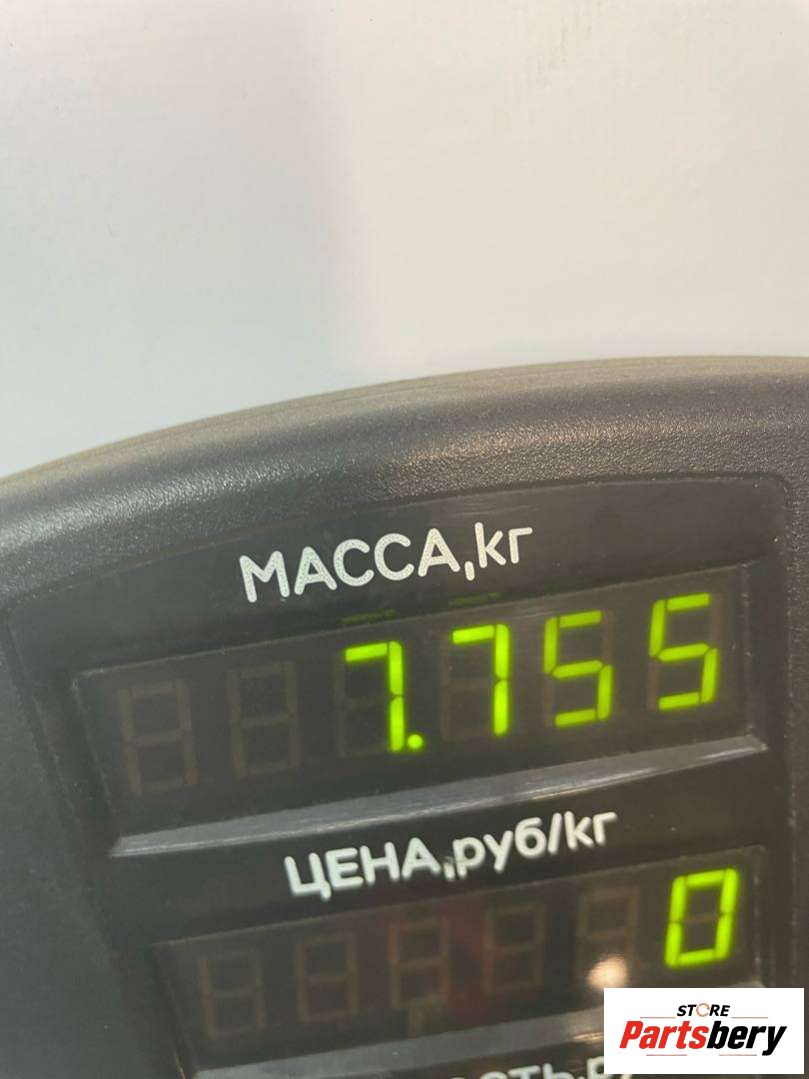 МАССА,кг
7.755
ЦЕНА,руб/кг
0
STORE
Partsbery